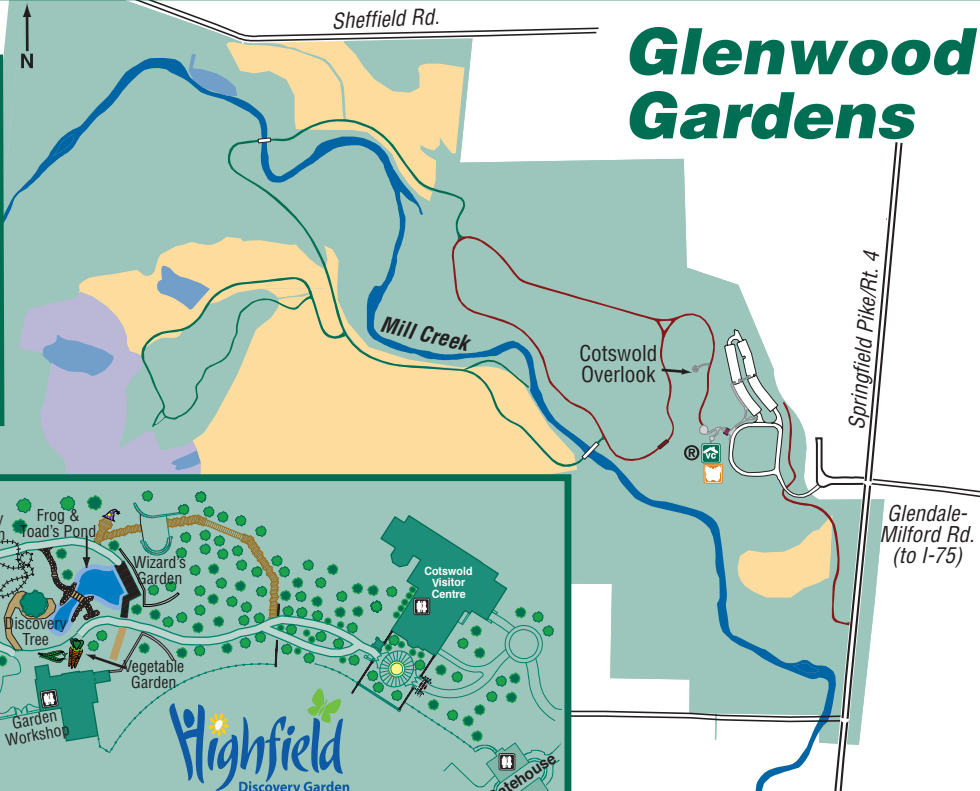 Sheffield Rd.
N
Glenwood
Gardens
Springfield Pike/Rt. 4
Mill Creek
Cotswold
Overlook
®
VC
Glendale-
Milford Rd.
(to I-75)
Frog &
Toad's Pond
Wizard's
Garden
Cotswold
Visitor
Centre
Discovery
Tree
Vegetable
Garden
Garden
Workshop
Highfield
Discovery Garden